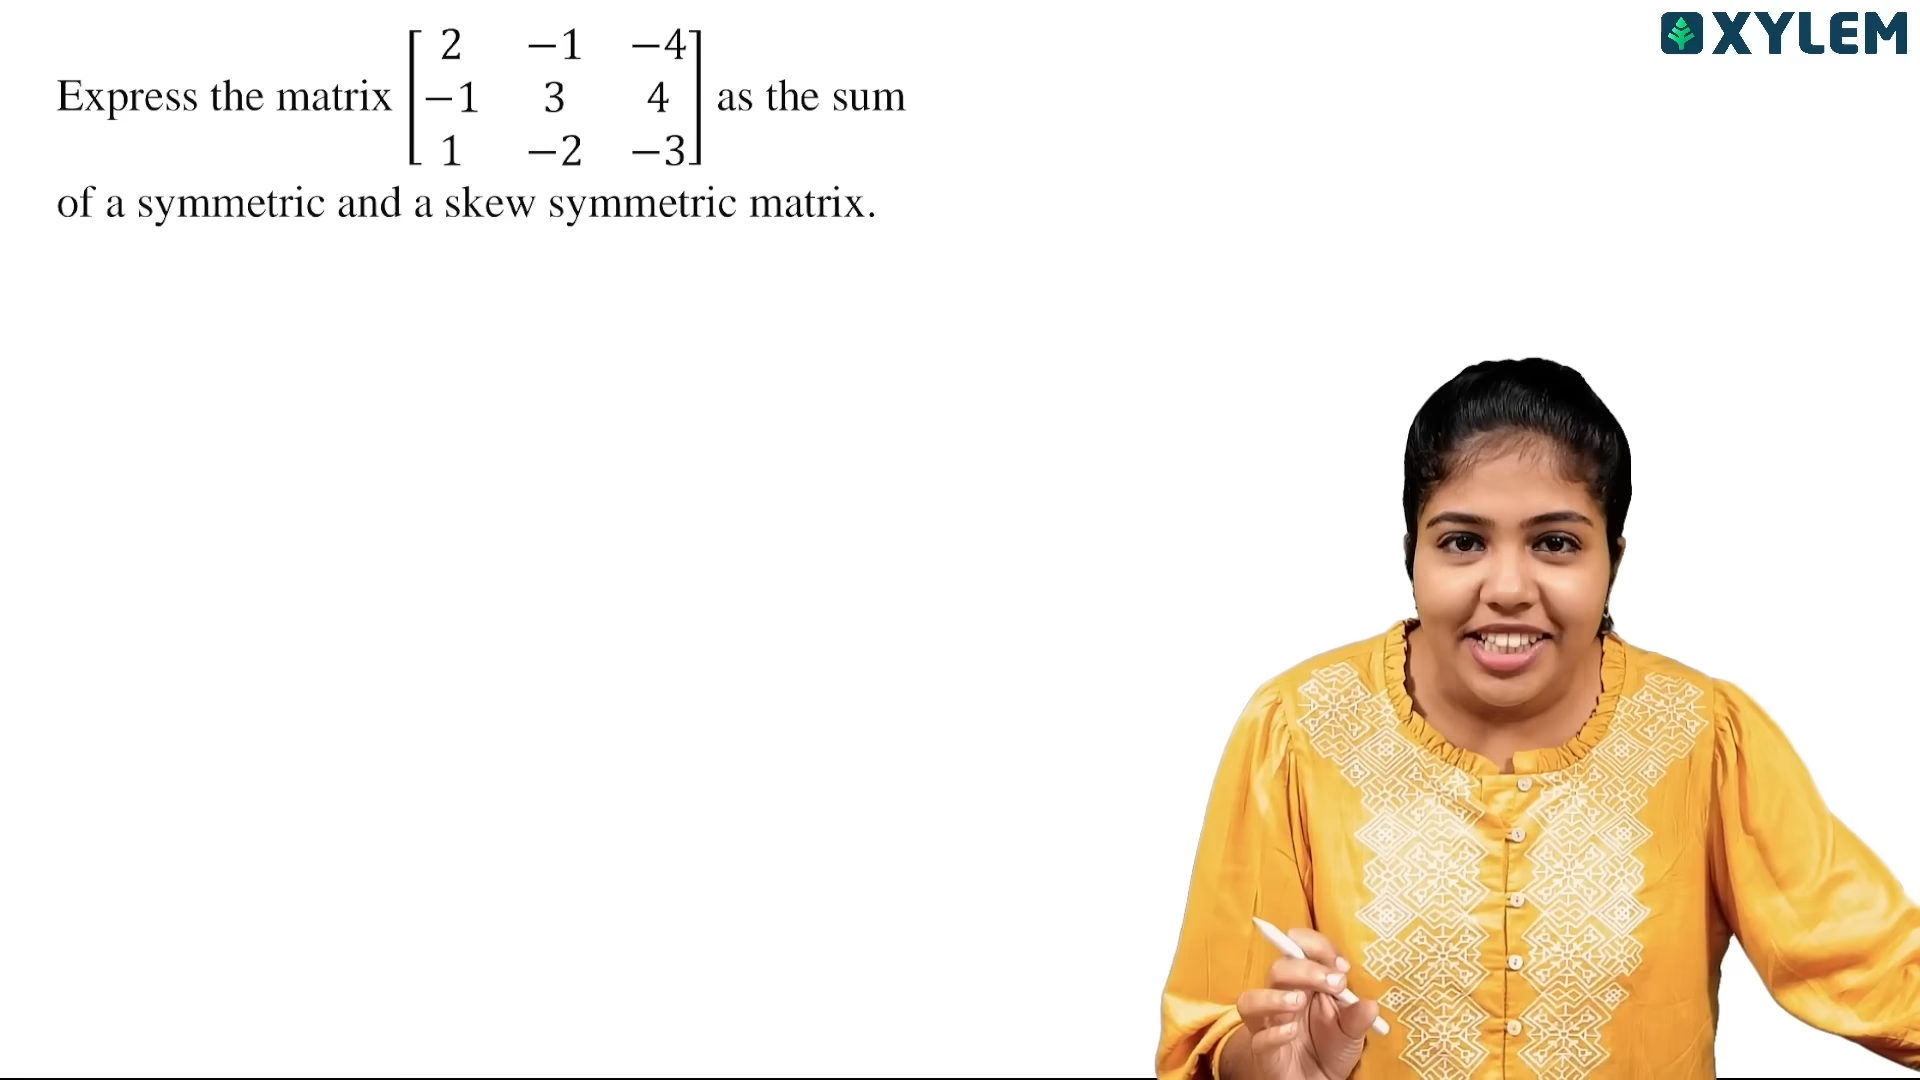 XYLEM
2 −1 −4
Express the matrix −1 3 4 as the sum
1 −2 −3
of a symmetric and a skew symmetric matrix.